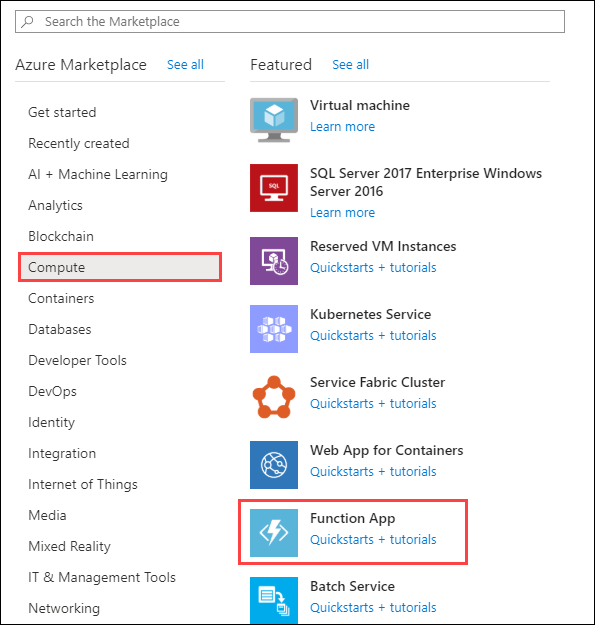 Search the Marketplace
Azure Marketplace See all
Get started
Recently created
AI + Machine Learning
Analytics
Blockchain
Compute
Containers
Databases
Developer Tools
DevOps
Identity
Integration
Internet of Things
Media
Mixed Reality
IT & Management Tools
Networking
Featured See all
Virtual machine
Learn more
SQL
SQL Server 2017 Enterprise Windows
Server 2016
Learn more
Reserved VM Instances
Quickstarts + tutorials
Kubernetes Service
Quickstarts + tutorials
Service Fabric Cluster
Quickstarts + tutorials
Web App for Containers
Quickstarts + tutorials
Function App
Quickstarts + tutorials
Batch Service
Quickstarts + tutorials